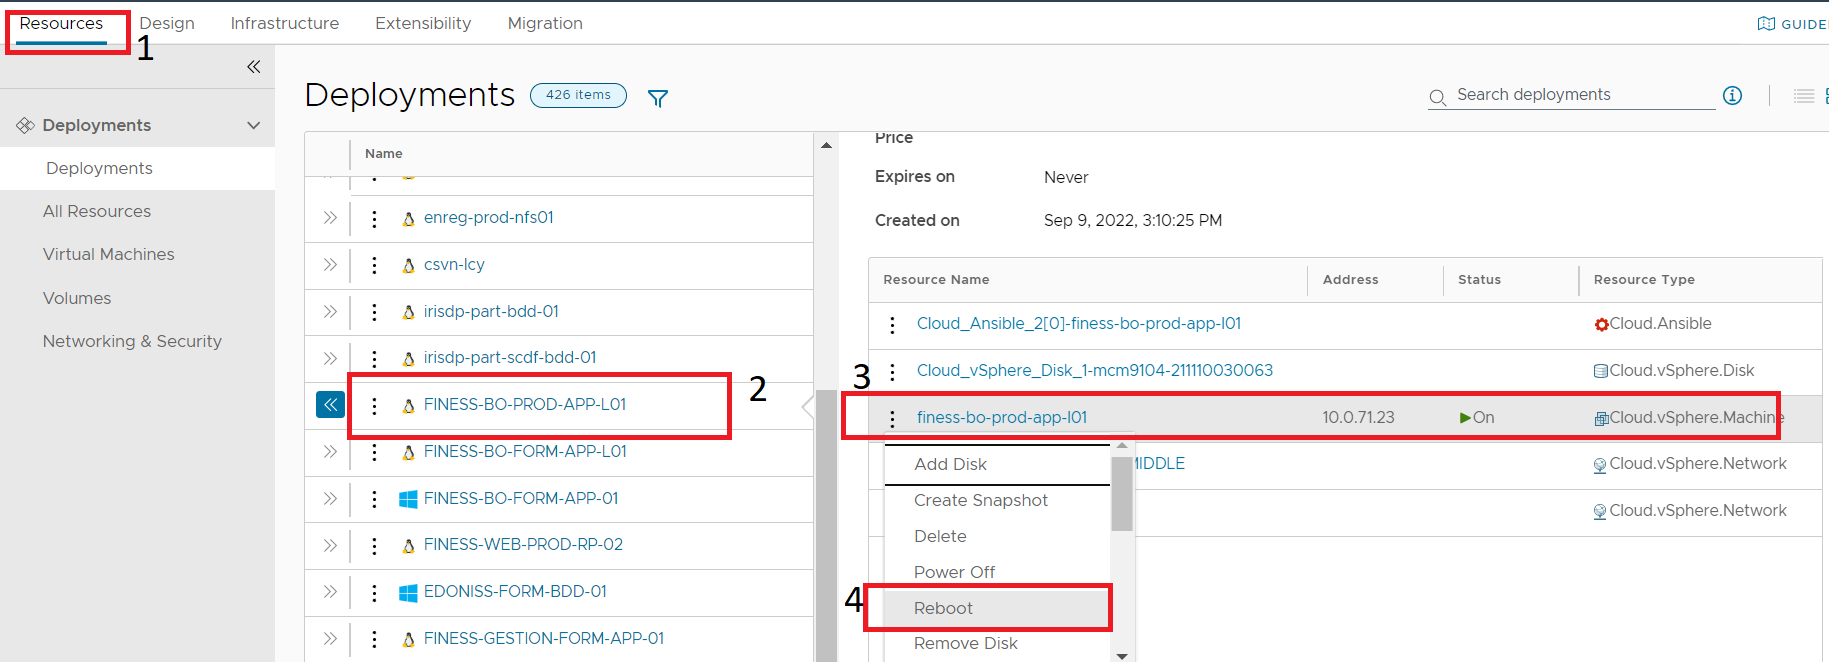 Resources
Design
Infrastructure
Extensibility
Migration
1
Deployments
Deployments
All Resources
Virtual Machines
Volumes
Networking & Security
Deployments
426 items
Search deployments
Name
enreg-prod-nfs01
csvn-lcy
irisdp-part-bdd-01
irisdp-part-scdf-bdd-01
FINESS-BO-PROD-APP-L01
2
FINESS-BO-FORM-APP-L01
FINESS-BO-FORM-APP-01
FINESS-WEB-PROD-RP-02
EDONISS-FORM-BDD-01
FINESS-GESTION-FORM-APP-01
Price
Expires on Never
Created on Sep 9, 2022, 3:10:25 PM
Resource Name Address Status Resource Type
Cloud_Ansible_2[0]-finess-bo-prod-app-l01 Cloud.Ansible
Cloud_vSphere_Disk_1-mcm9104-211110030063 Cloud.vSphere.Disk
3
finess-bo-prod-app-l01 10.0.71.23 On Cloud.vSphere.Machine
MIDDLE Cloud.vSphere.Network
Cloud.vSphere.Network
Add Disk
Create Snapshot
Delete
Power Off
4
Reboot
Remove Disk